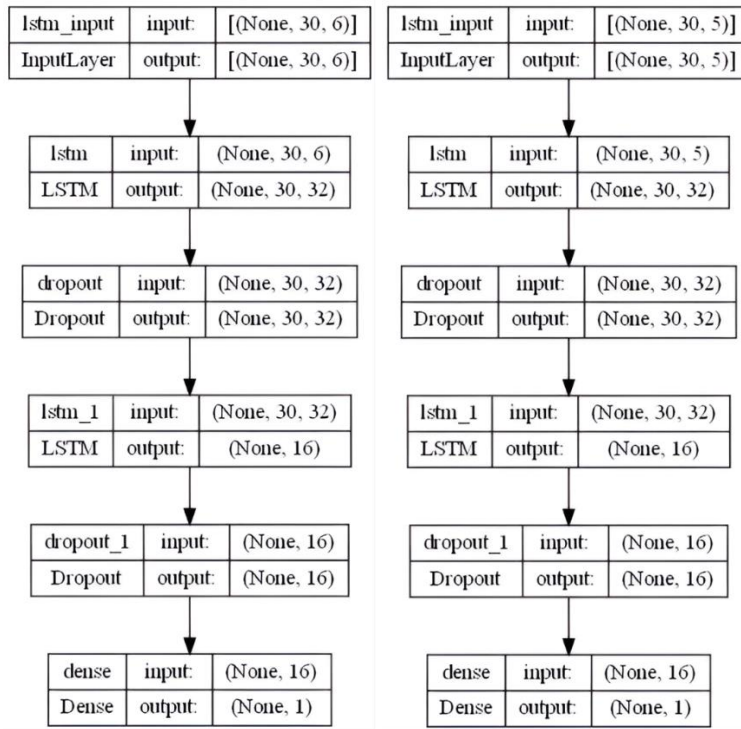 lstm_input input: [(None, 30, 6)]
InputLayer output: [(None, 30, 6)]
lstm input: (None, 30, 6)
LSTM output: (None, 30, 32)
dropout input: (None, 30, 32)
Dropout output: (None, 30, 32)
lstm_1 input: (None, 30, 32)
LSTM output: (None, 16)
dropout_1 input: (None, 16)
Dropout output: (None, 16)
dense input: (None, 16)
Dense output: (None, 1)
lstm_input input: [(None, 30, 5)]
InputLayer output: [(None, 30, 5)]
lstm input: (None, 30, 5)
LSTM output: (None, 30, 32)
dropout input: (None, 30, 32)
Dropout output: (None, 30, 32)
lstm_1 input: (None, 30, 32)
LSTM output: (None, 16)
dropout_1 input: (None, 16)
Dropout output: (None, 16)
dense input: (None, 16)
Dense output: (None, 1)